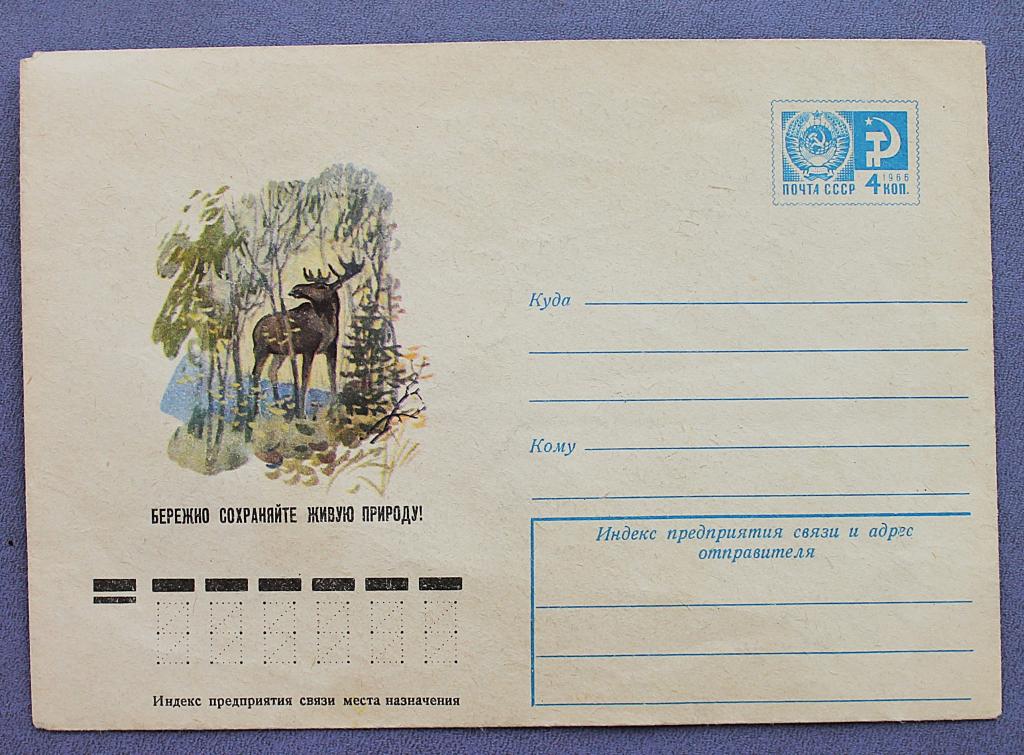 ПОЧТА СССР 4 1966 КОП.
Куда
Кому
БЕРЕЖНО СОХРАНЯЙТЕ ЖИВУЮ ПРИРОДУ!
Индекс предприятия связи и адрес
отправителя
Индекс предприятия связи места назначения